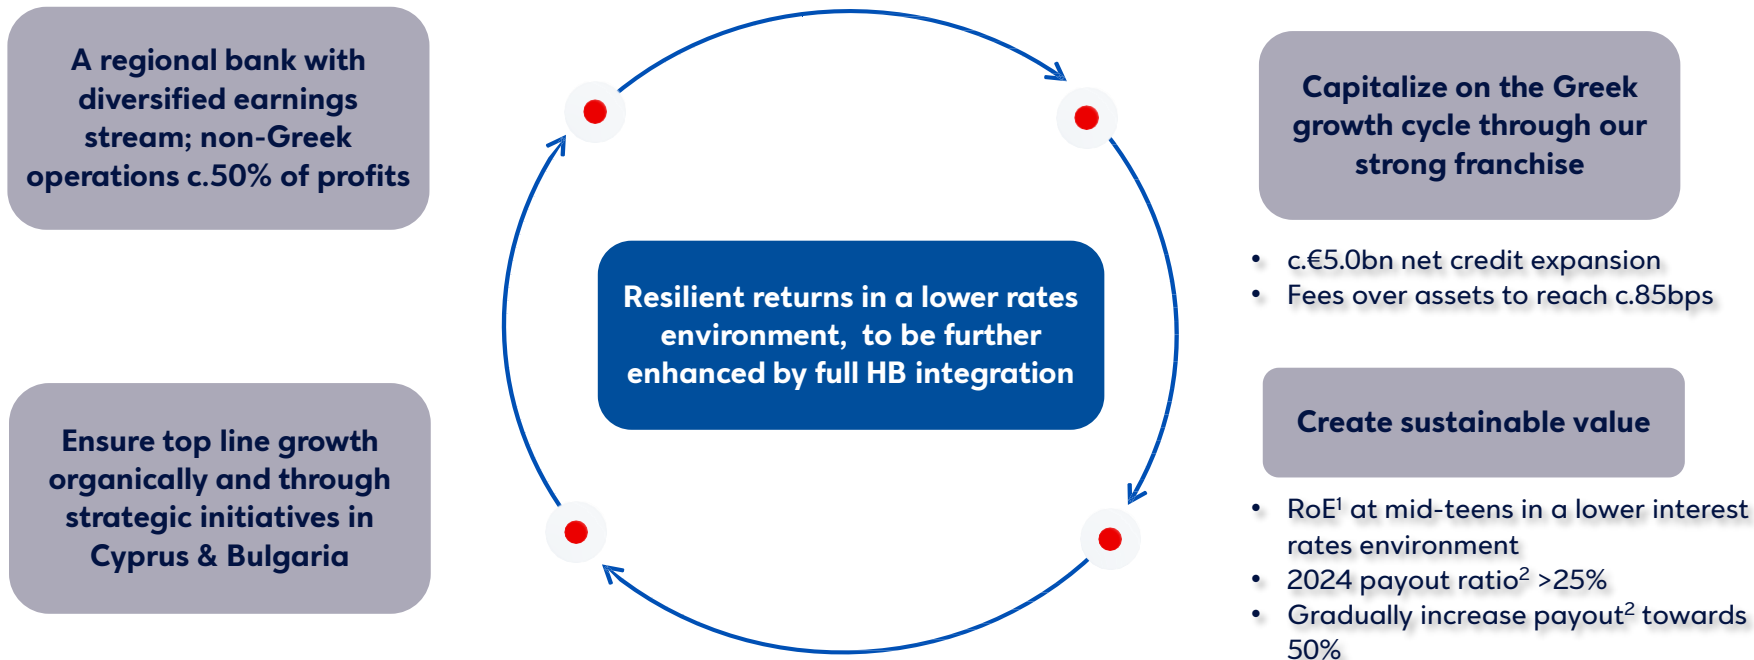 A regional bank with
diversified earnings
stream; non-Greek
operations c.50% of profits
Capitalize on the Greek
growth cycle through our
strong franchise
• c.€5.0bn net credit expansion
• Fees over assets to reach c.85bps
Resilient returns in a lower rates
environment,  to be further
enhanced by full HB integration
Ensure top line growth
organically and through
strategic initiatives in
Cyprus & Bulgaria
Create sustainable value
• RoE¹ at mid-teens in a lower interest
rates environment
• 2024 payout ratio² >25%
• Gradually increase payout² towards
50%